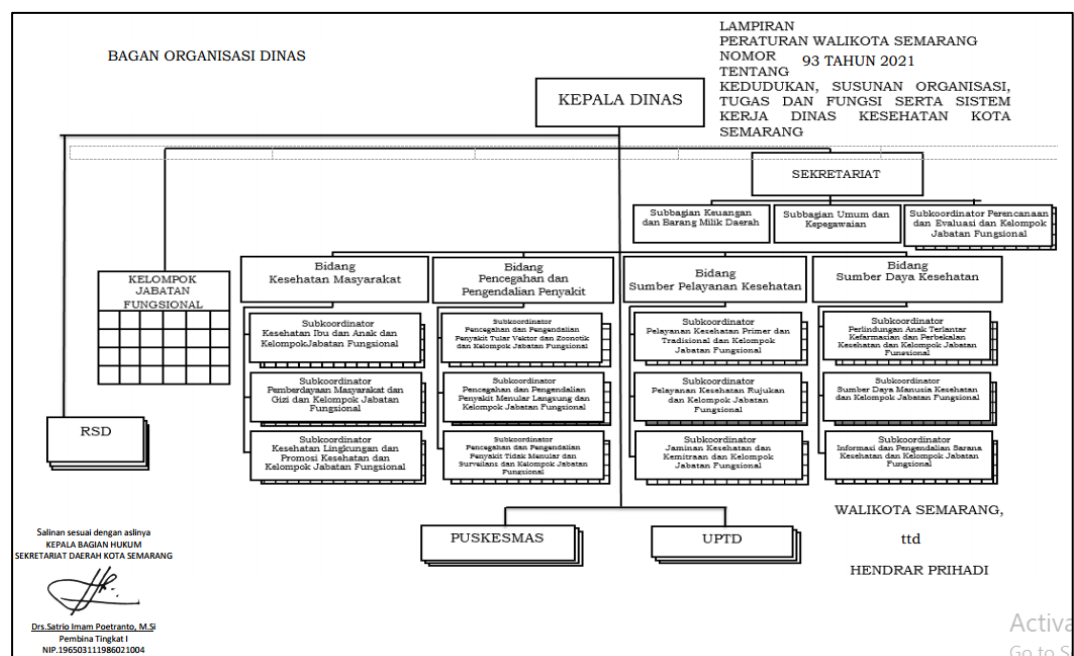 BAGAN ORGANISASI DINAS
LAMPIRAN
PERATURAN WALIKOTA SEMARANG
NOMOR 93 TAHUN 2021
TENTANG
KEDUDUKAN, SUSUNAN ORGANISASI,
TUGAS DAN FUNGSI SERTA SISTEM
KERJA DINAS KESEHATAN KOTA
SEMARANG
KEPALA DINAS
SEKRETARIAT
Subbagian Keuangan
dan Barang Milik Daerah
Subbagian Umum dan
Kepegawaian
Subkoordinator Perencanaan
dan Evaluasi dan Kelompok
Jabatan Fungsional
KELOMPOK
JABATAN
FUNGSIONAL
Bidang
Kesehatan Masyarakat
Bidang
Pencegahan dan
Pengendalian Penyakit
Bidang
Sumber Pelayanan Kesehatan
Bidang
Sumber Daya Kesehatan
Subkoordinator
Kesehatan Ibu dan Anak dan
KelompokJabatan Fungsional
Subkoordinator
Pencegahan dan Pengendalian
Penyakit Tular Vektor dan Zoonotik
dan Kelompok Jabatan Fungsional
Subkoordinator
Pelayanan Kesehatan Primer dan
Tradisional dan Kelompok
Jabatan Fungsional
Subkoordinator
Perlindungan Anak Terlantar
Kefarmasian dan Perbekalan
Kesehatan dan Kelompok Jabatan
Fungsional
Subkoordinator
Pemberdayaan Masyarakat dan
Gizi dan Kelompok Jabatan
Fungsional
Subkoordinator
Pencegahan dan Pengendalian
Penyakit Menular Langsung dan
Kelompok Jabatan Fungsional
Subkoordinator
Pelayanan Kesehatan Rujukan
dan Kelompok Jabatan
Fungsional
Subkoordinator
Sumber Daya Manusia Kesehatan
dan Kelompok Jabatan Fungsional
Subkoordinator
Kesehatan Lingkungan dan
Promosi Kesehatan dan
Kelompok Jabatan Fungsional
Subkoordinator
Pencegahan dan Pengendalian
Penyakit Tidak Menular dan
Surveilans dan Kelompok Jabatan
Fungsional
Subkoordinator
Jaminan Kesehatan dan
Kemitraan dan Kelompok
Jabatan Fungsional
Subkoordinator
Informasi dan Pengendalian Sarana
Kesehatan dan Kelompok Jabatan
Fungsional
RSD
PUSKESMAS
UPTD
WALIKOTA SEMARANG,
ttd
HENDRAR PRIHADI
Salinan sesuai dengan aslinya
KEPALA BAGIAN HUKUM
SEKRETARIAT DAERAH KOTA SEMARANG
Drs.Satrio Imam Poetranto, M.Si
Pembina Tingkat I
NIP.196503111986021004
Activa
Go to S